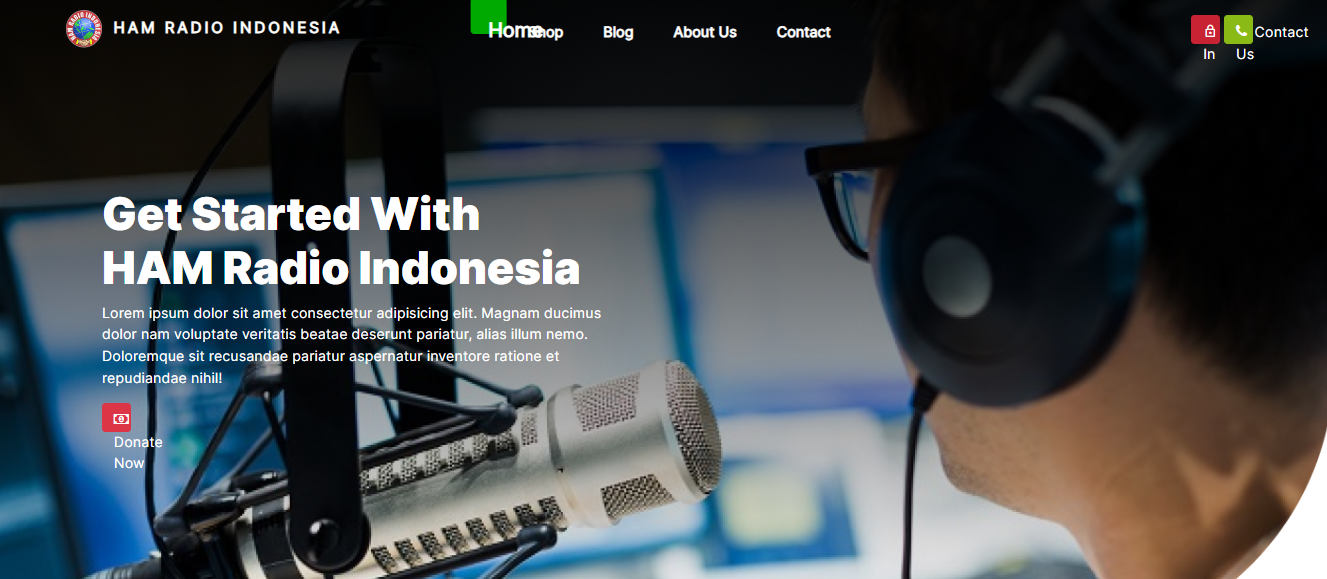 HAM RADIO INDONESIA
Home
Shop
Blog
About Us
Contact
Contact
In
Us
Get Started With
HAM Radio Indonesia
Lorem ipsum dolor sit amet consectetur adipisicing elit. Magnam ducimus
dolor nam voluptate veritatis beatae deserunt pariatur, alias illum nemo.
Doloremque sit recusandae pariatur aspernatur inventore ratione et
repudiandae nihil!
Donate
Now